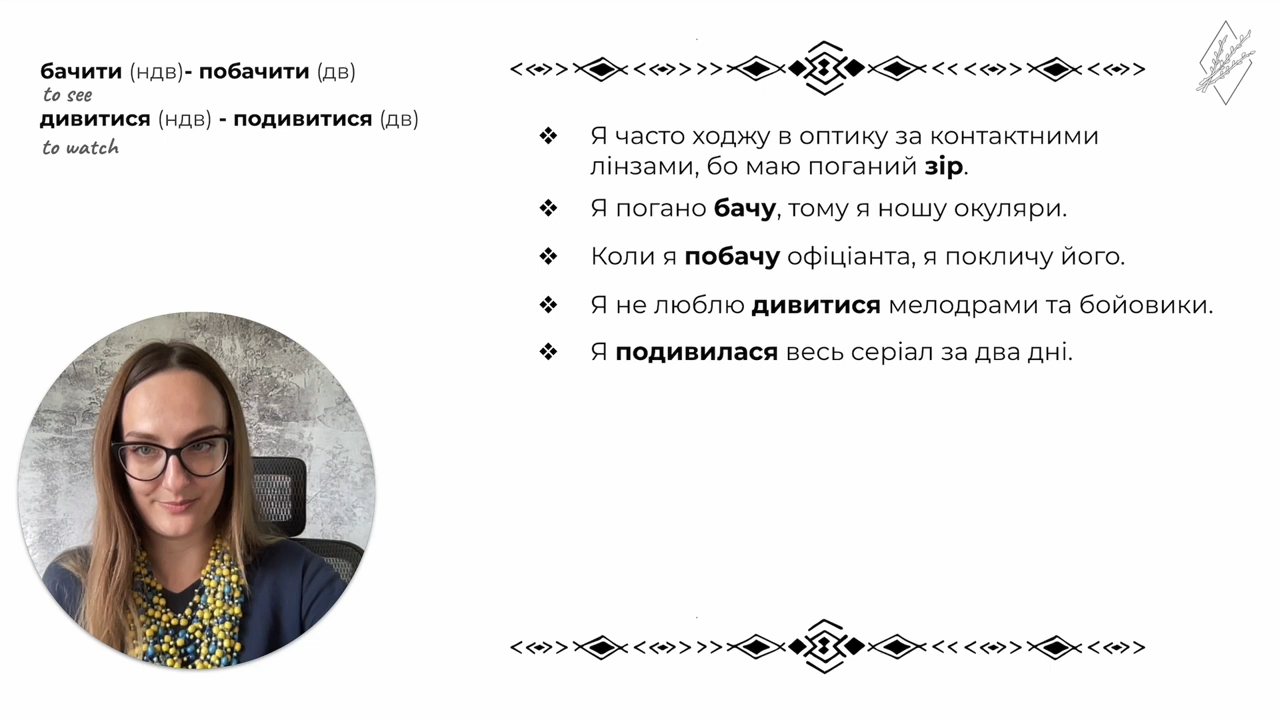 бачити (ндв)- побачити (дв)
to see
дивитися (ндв) - подивитися (дв)
to watch
❖ Я часто ходжу в оптику за контактними
лінзами, бо маю поганий зір.
❖ Я погано бачу, тому я ношу окуляри.
❖ Коли я побачу офіціанта, я покличу його.
❖ Я не люблю дивитися мелодрами та бойовики.
❖ Я подивилася весь серіал за два дні.